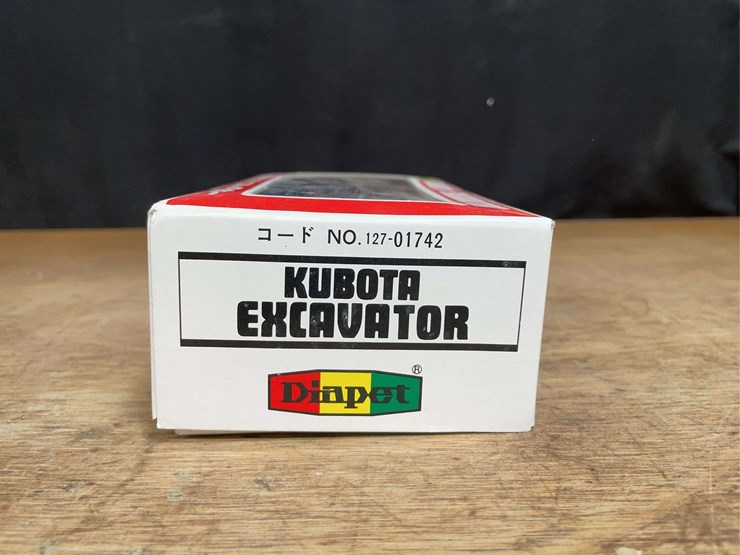 コード NO. 127-01742
KUBOTA
EXCAVATOR
Diapet
®